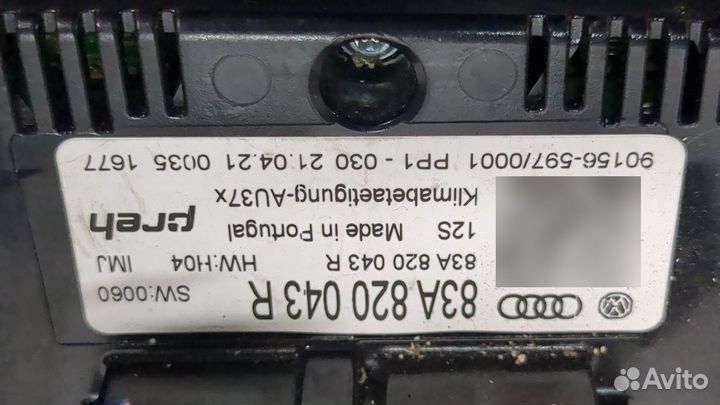 83A 820 043 R SW:0060
83A 820 043 R HW:H04 IMJ
12S Made in Portugal
Klimabetaetigung-AU37x preh
90156-597/0001 PP1 - 030 21.04.21 0035 1677
Avito